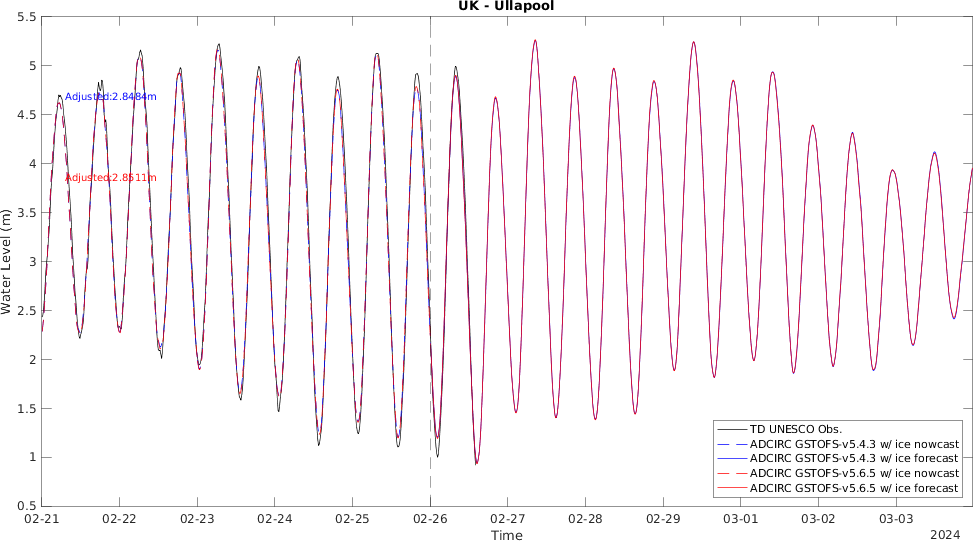 UK - Ullapool
5.5
5
4.5
4
3.5
3
2.5
2
1.5
1
0.5
Water Level (m)
Adjusted:2.8484m
Adjusted:2.8511m
TD UNESCO Obs.
ADCIRC GSTOFS-v5.4.3 w/ ice nowcast
ADCIRC GSTOFS-v5.4.3 w/ ice forecast
ADCIRC GSTOFS-v5.6.5 w/ ice nowcast
ADCIRC GSTOFS-v5.6.5 w/ ice forecast
02-21 02-22 02-23 02-24 02-25 02-26 02-27 02-28 02-29 03-01 03-02 03-03
Time
2024